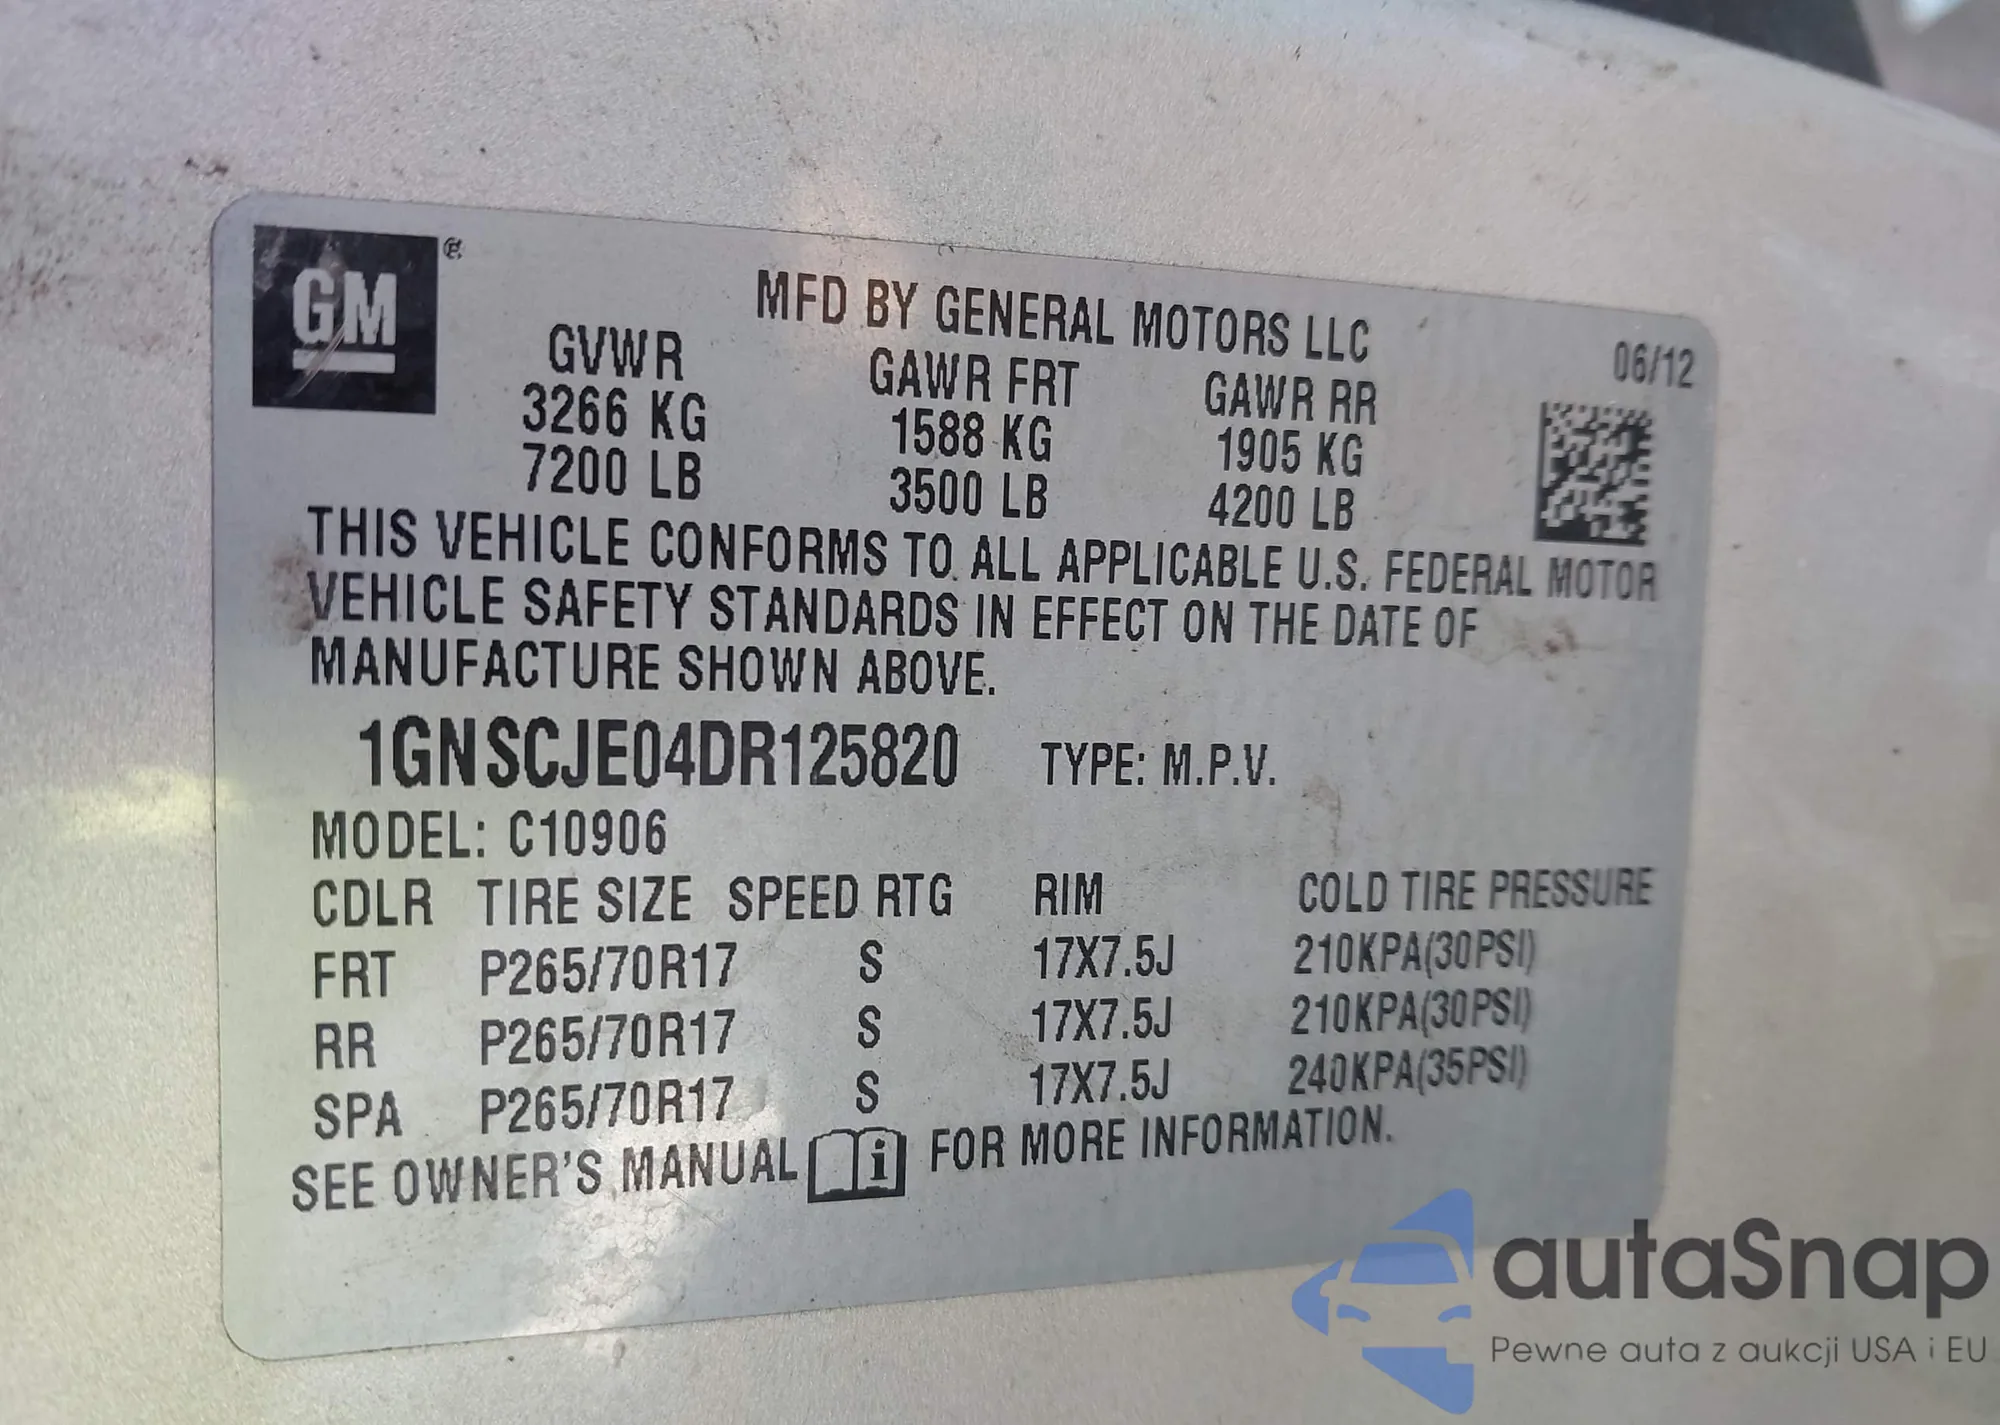 GM ®
MFD BY GENERAL MOTORS LLC
06/12
GVWR GAWR FRT GAWR RR
3266 KG 1588 KG 1905 KG
7200 LB 3500 LB 4200 LB
THIS VEHICLE CONFORMS TO ALL APPLICABLE U.S. FEDERAL MOTOR
VEHICLE SAFETY STANDARDS IN EFFECT ON THE DATE OF
MANUFACTURE SHOWN ABOVE.
1GNSCJE04DR125820 TYPE: M.P.V.
MODEL: C10906
CDLR TIRE SIZE SPEED RTG RIM COLD TIRE PRESSURE
FRT P265/70R17 S 17X7.5J 210KPA(30PSI)
RR P265/70R17 S 17X7.5J 210KPA(30PSI)
SPA P265/70R17 S 17X7.5J 240KPA(35PSI)
SEE OWNER'S MANUAL i FOR MORE INFORMATION.
autaSnap
Pewne auta z aukcji USA i EU